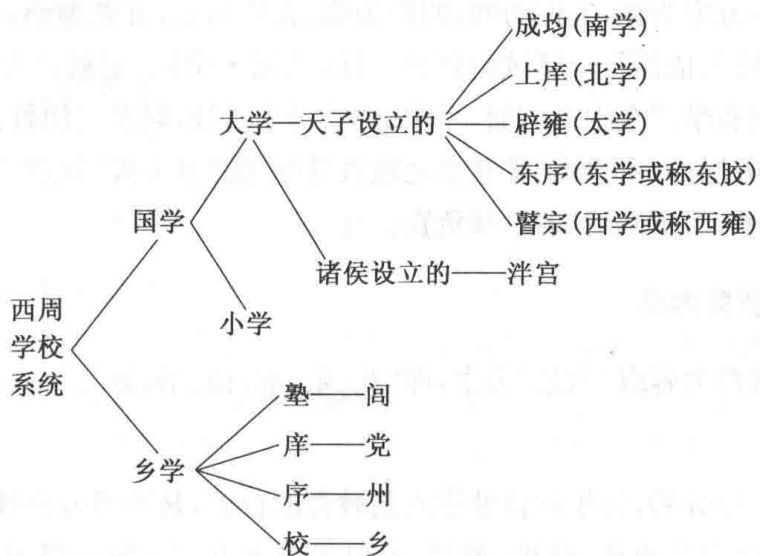 成均(南学)
上庠(北学)
大学—天子设立的—辟雍(太学)
东序(东学或称东胶)
瞽宗(西学或称西雍)
国学
诸侯设立的——泮宫
小学
西周
学校
系统
塾——闾
庠——党
乡学
序——州
校——乡